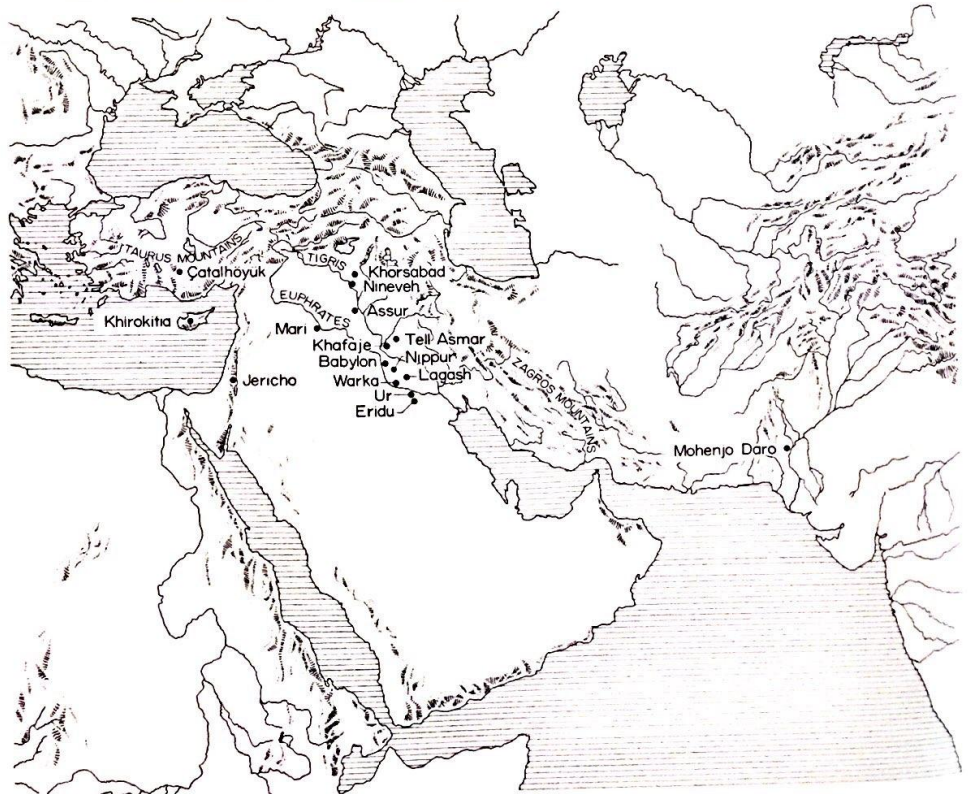 TAURUS MOUNTAINS
Çatalhöyük
TIGRIS
Khorsabad
Nineveh
EUPHRATES
Assur
Khirokitia
Mari
Khafaje
Tell Asmar
Babylon
Nippur
Lagash
Warka
Ur
Eridu
Jericho
ZAGROS MOUNTAINS
Mohenjo Daro